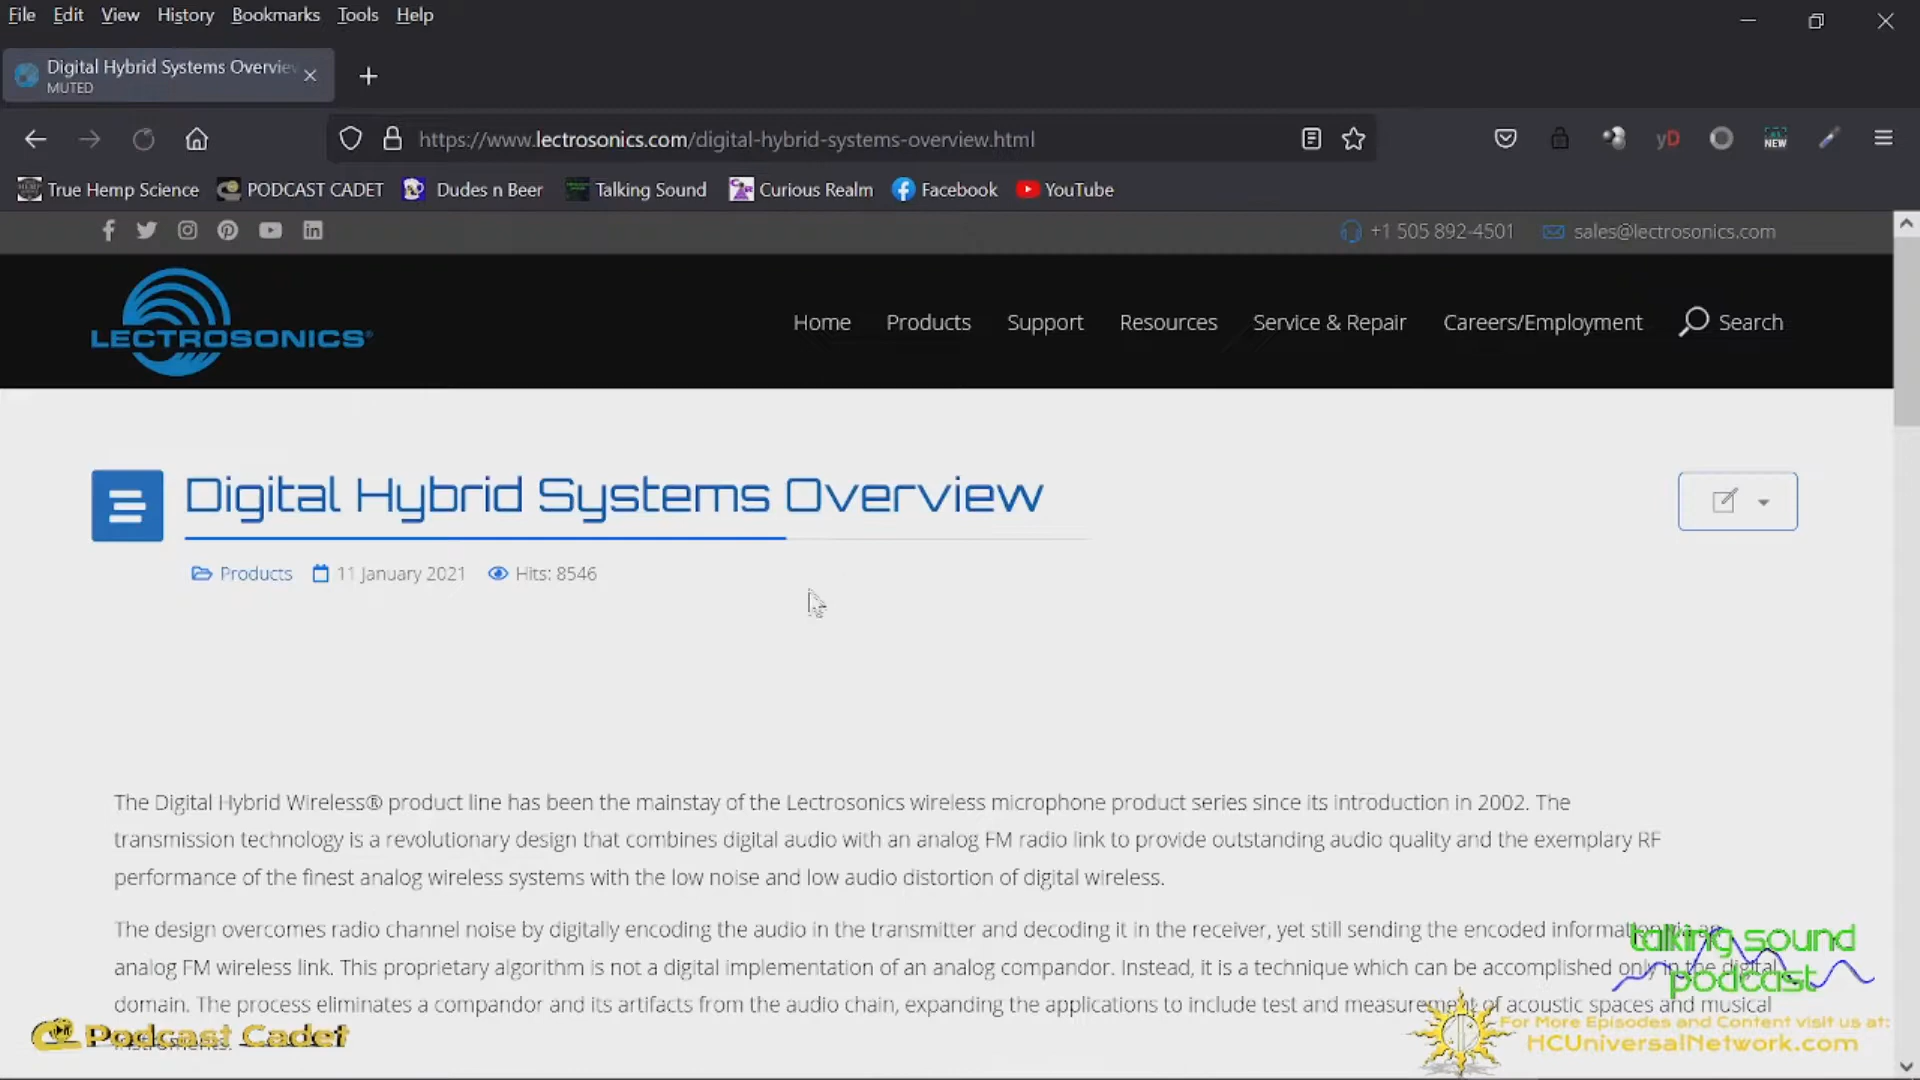 File Edit View History Bookmarks Tools Help
Digital Hybrid Systems Overview
MUTED
https://www.lectrosonics.com/digital-hybrid-systems-overview.html
yD
NEW
True Hemp Science PODCAST CADET Dudes n Beer Talking Sound Curious Realm Facebook YouTube
+1 505 892-4501 sales@lectrosonics.com
LECTROSONICS
Home Products Support Resources Service & Repair Careers/Employment Search
Digital Hybrid Systems Overview
Products 11 January 2021 Hits: 8546
The Digital Hybrid Wireless® product line has been the mainstay of the Lectrosonics wireless microphone product series since its introduction in 2002. The
transmission technology is a revolutionary design that combines digital audio with an analog FM radio link to provide outstanding audio quality and the exemplary RF
performance of the finest analog wireless systems with the low noise and low audio distortion of digital wireless.
The design overcomes radio channel noise by digitally encoding the audio in the transmitter and decoding it in the receiver, yet still sending the encoded information via an
analog FM wireless link. This proprietary algorithm is not a digital implementation of an analog compandor. Instead, it is a technique which can be accomplished only in the digital
domain. The process eliminates a compandor and its artifacts from the audio chain, expanding the applications to include test and measurement of acoustic spaces and musical
instruments.
talking sound
podcast
Podcast Cadet
For More Episodes and Content visit us at:
HCUniversalNetwork.com